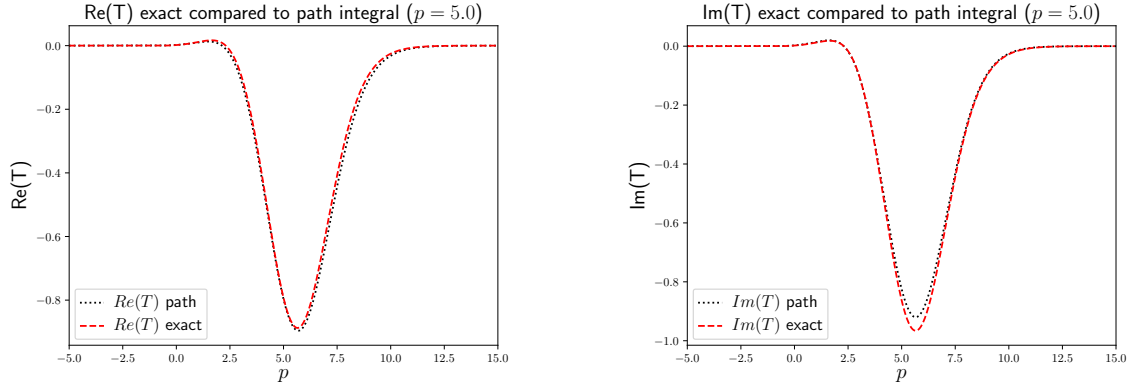 Re(T) exact compared to path integral (p = 5.0)
0.0
−0.2
−0.4
−0.6
−0.8
Re(T)
Re(T) path
Re(T) exact
−5.0 −2.5 0.0 2.5 5.0 7.5 10.0 12.5 15.0
p
Im(T) exact compared to path integral (p = 5.0)
0.0
−0.2
−0.4
−0.6
−0.8
−1.0
Im(T)
Im(T) path
Im(T) exact
−5.0 −2.5 0.0 2.5 5.0 7.5 10.0 12.5 15.0
p